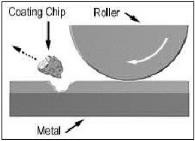 Coating Chip
Roller
Metal